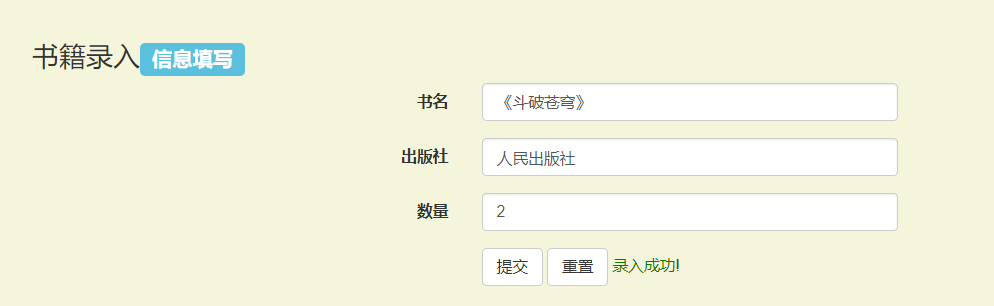 书籍录入 信息填写
书名 《斗破苍穹》
出版社 人民出版社
数量 2
提交 重置 录入成功!